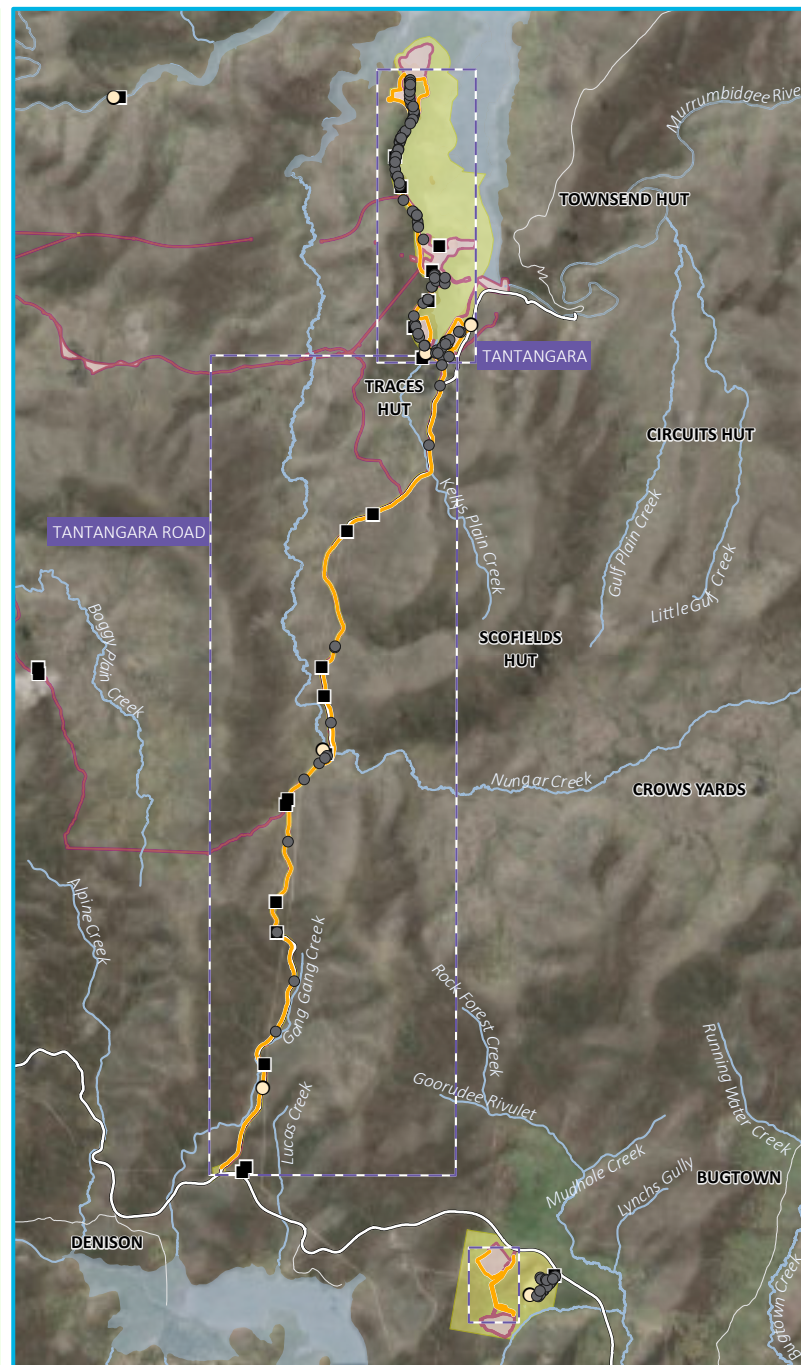 Murrumbidgee River
TOWNSEND HUT
TANTANGARA
TRACES
HUT
CIRCUITS HUT
Kellys Plain Creek
TANTANGARA ROAD
Gulf Plain Creek
Little Gulf Creek
Boggy Plain Creek
SCOFIELDS
HUT
Nungar Creek
CROWS YARDS
Alpine Creek
Gang Gang Creek
Rock Forest Creek
Goorudee Rivulet
Running Water Creek
Lucas Creek
Mudhole Creek
Lynchs Gully
BUGTOWN
DENISON
Bugtown Creek